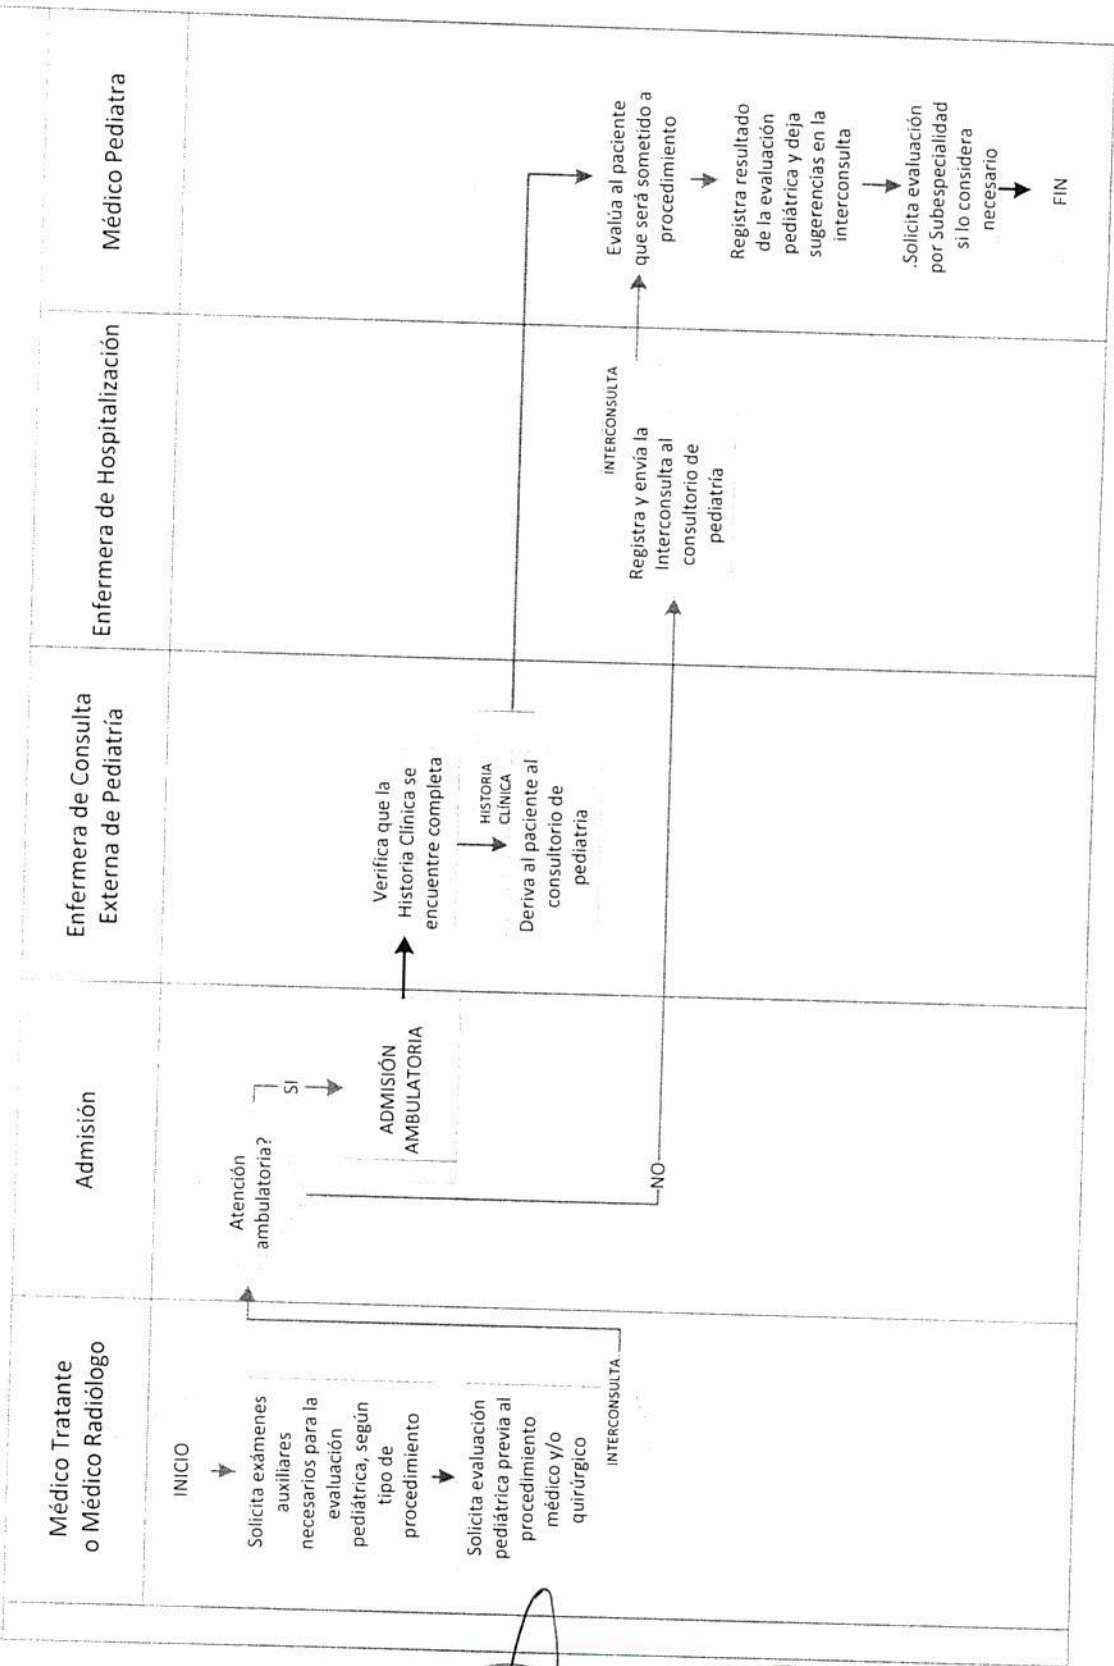 Médico Tratante
o Médico Radiólogo
Admisión
Enfermera de Consulta
Externa de Pediatría
Enfermera de Hospitalización
Médico Pediatra
INICIO
Solicita exámenes
auxiliares
necesarios para la
evaluación
pediátrica, según
tipo de
procedimiento
Solicita evaluación
pediátrica previa al
procedimiento
médico y/o
quirúrgico
INTERCONSULTA
Atención
ambulatoria?
SI
ADMISIÓN
AMBULATORIA
NO
Verifica que la
Historia Clínica se
encuentre completa
HISTORIA
CLÍNICA
Deriva al paciente al
consultorio de
pediatria
INTERCONSULTA
Registra y envía la
Interconsulta al
consultorio de
pediatría
Evalúa al paciente
que será sometido a
procedimiento
Registra resultado
de la evaluación
pediátrica y deja
sugerencias en la
interconsulta
.Solicita evaluación
por Subespecialidad
si lo considera
necesario
FIN